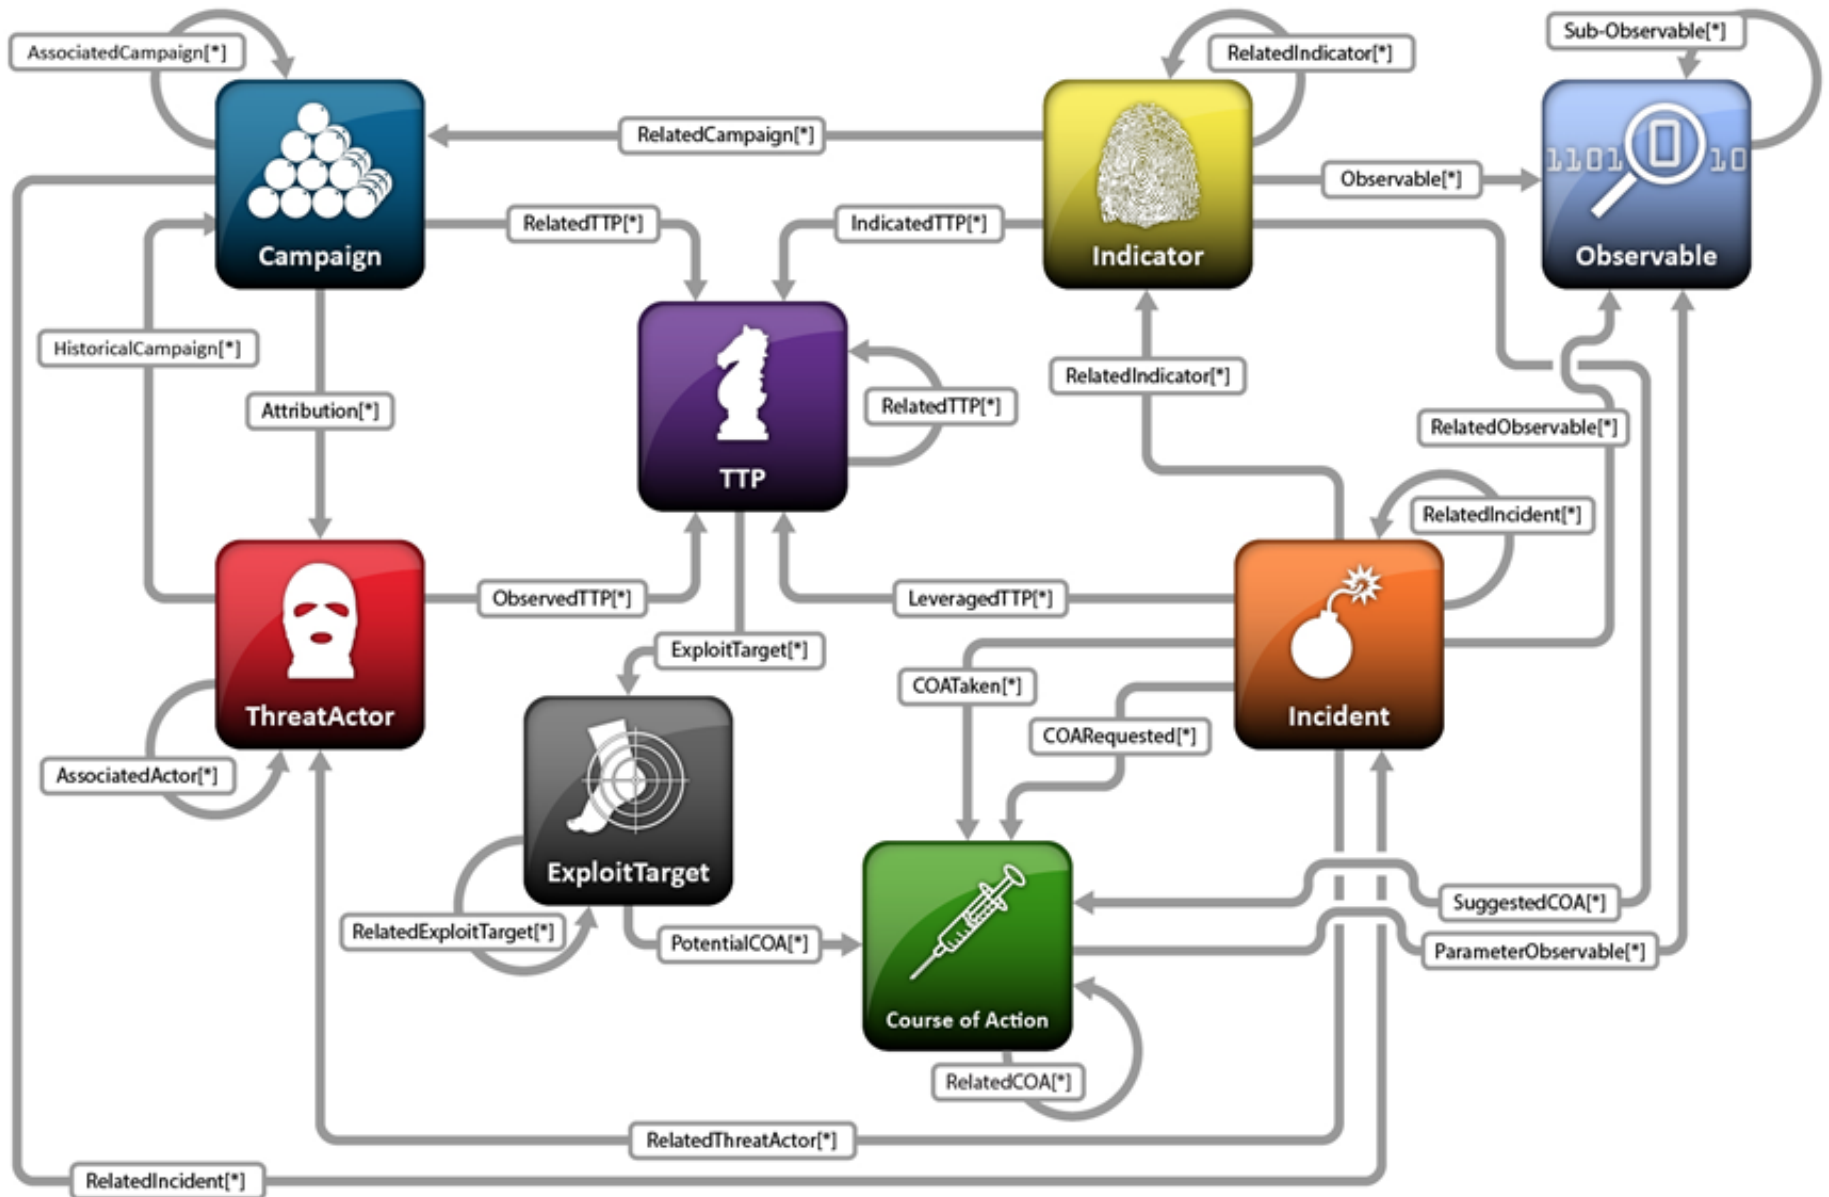 AssociatedCampaign[*]
RelatedIndicator[*]
Sub-Observable[*]
RelatedCampaign[*]
1101 0 10
Observable[*]
RelatedTTP[*]
IndicatedTTP[*]
Campaign
Indicator
Observable
HistoricalCampaign[*]
RelatedIndicator[*]
Attribution[*]
RelatedTTP[*]
RelatedObservable[*]
TTP
RelatedIncident[*]
ObservedTTP[*]
LeveragedTTP[*]
ExploitTarget[*]
COATaken[*]
ThreatActor
Incident
COARequested[*]
AssociatedActor[*]
ExploitTarget
SuggestedCOA[*]
RelatedExploitTarget[*]
PotentialCOA[*]
ParameterObservable[*]
Course of Action
RelatedCOA[*]
RelatedThreatActor[*]
RelatedIncident[*]